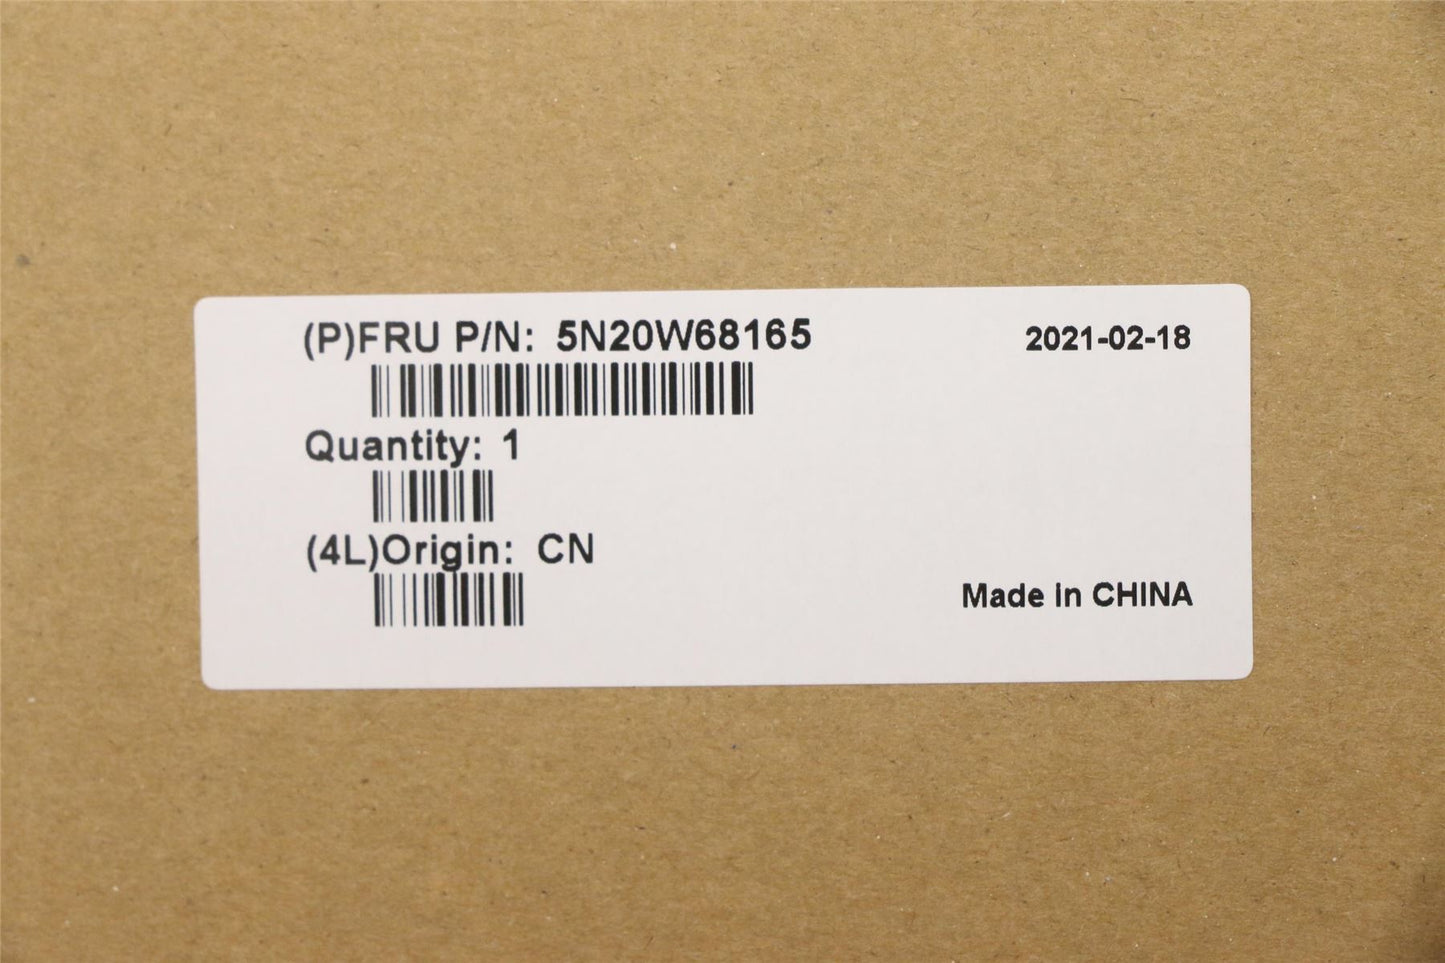 (P)FRU P/N: 5N20W68165
2021-02-18
Quantity: 1
(4L)Origin: CN
Made in CHINA